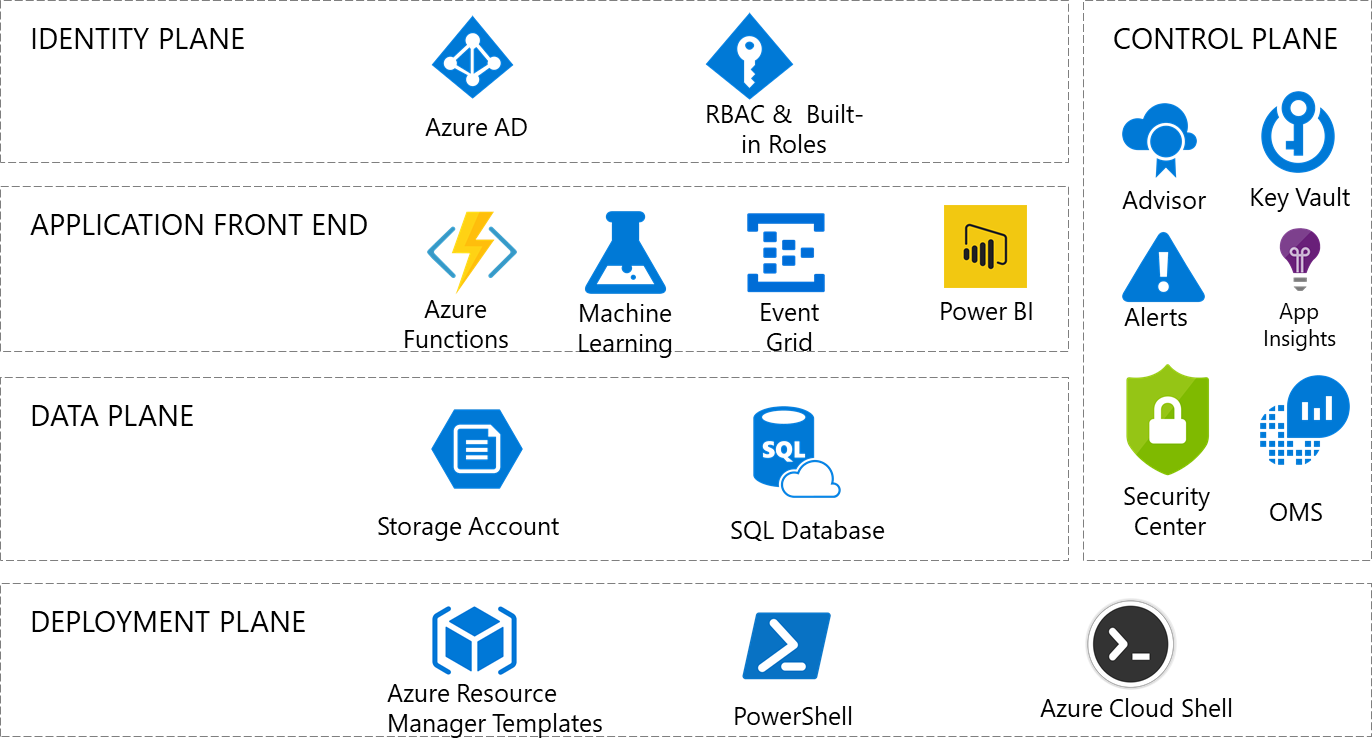 IDENTITY PLANE
Azure AD
RBAC & Built-
in Roles
CONTROL PLANE
Advisor
Key Vault
Alerts
App
Insights
Security
Center
OMS
APPLICATION FRONT END
Azure
Functions
Machine
Learning
Event
Grid
Power BI
DATA PLANE
Storage Account
SQL
SQL Database
DEPLOYMENT PLANE
Azure Resource
Manager Templates
PowerShell
Azure Cloud Shell